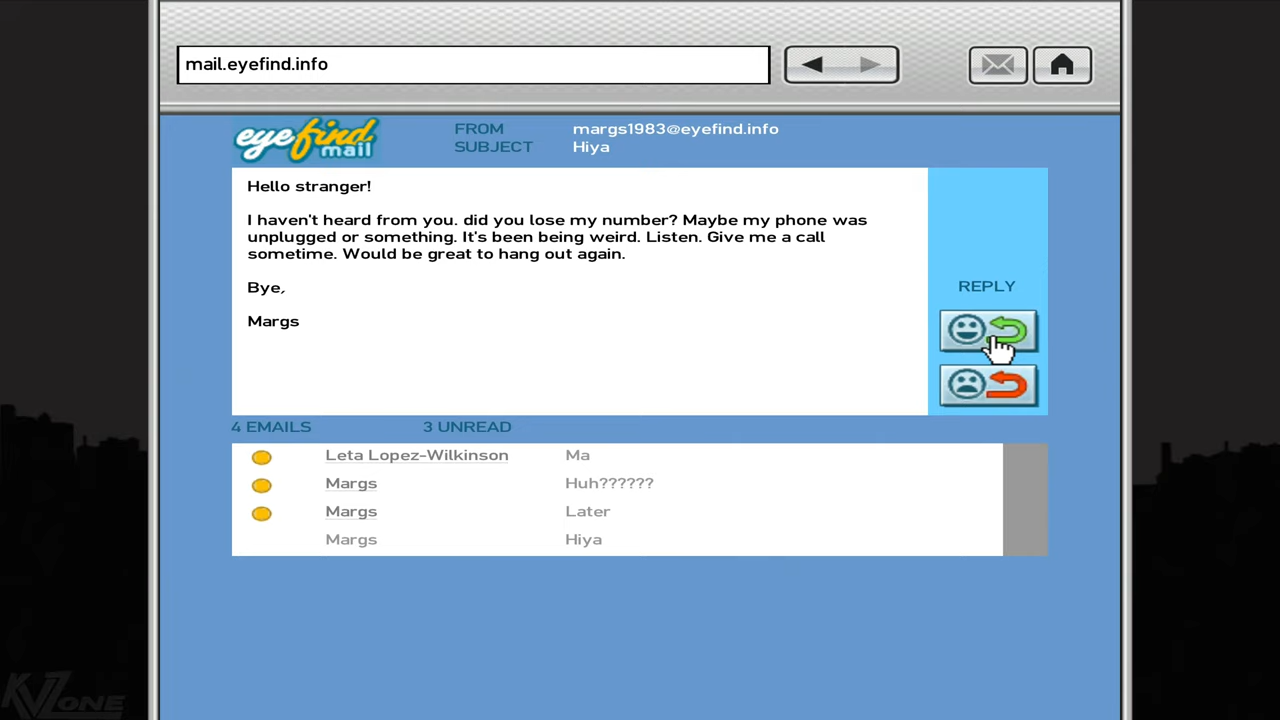 mail.eyefind.info
eyefind mail
FROM margs1983@eyefind.info
SUBJECT Hiya
Hello stranger!
I haven't heard from you. did you lose my number? Maybe my phone was
unplugged or something. It's been being weird. Listen. Give me a call
sometime. Would be great to hang out again.
Bye,
Margs
REPLY
4 EMAILS 3 UNREAD
Leta Lopez-Wilkinson Ma
Margs Huh??????
Margs Later
Margs Hiya
KVZONE